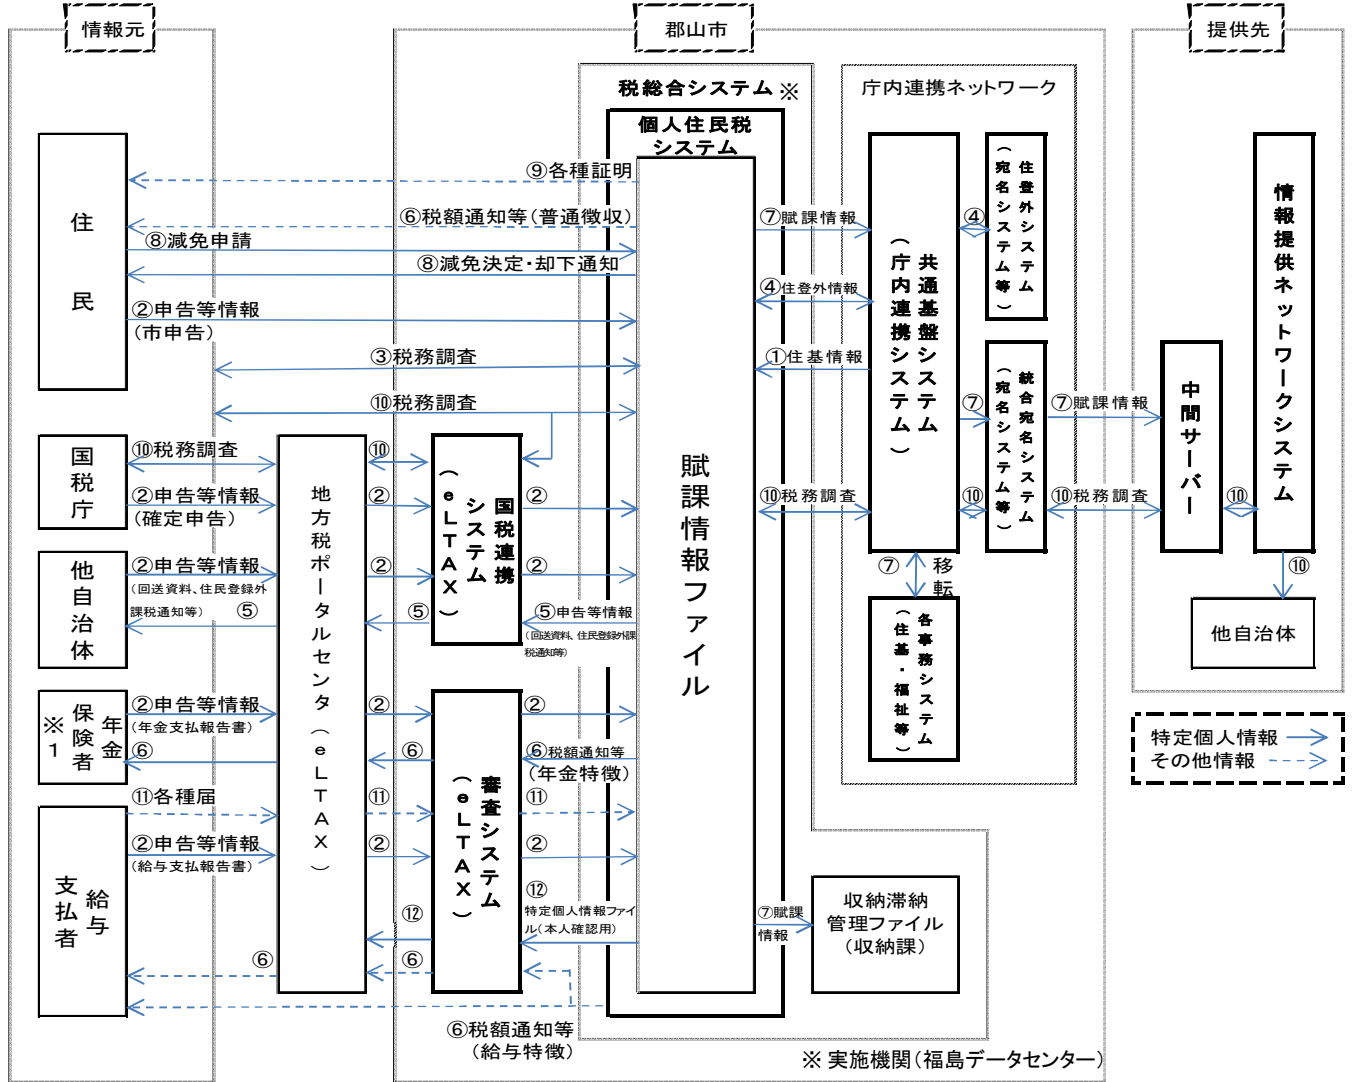 情報元
郡山市
提供先
税総合システム※
個人住民税
システム
庁内連携ネットワーク
住民
国税庁
他自治体
年金
保険者
※1
給与
支払者
地方税ポータルセンタ(eLTAX)
国税連携
システム
(eLTAX)
審査システム
(eLTAX)
賦課情報ファイル
共通基盤システム
(庁内連携システム)
住登外システム
(宛名システム等)
統合宛名システム
(宛名システム等)
各事務システム
(住基・福祉等)
中間サーバー
情報提供ネットワークシステム
他自治体
収納滞納
管理ファイル
(収納課)
⑨各種証明
⑥税額通知等(普通徴収)
⑧減免申請
⑧減免決定・却下通知
②申告等情報
(市申告)
③税務調査
⑩税務調査
⑩税務調査
⑩
②申告等情報
(確定申告)
②
②
②申告等情報
(回送資料、住民登録外
課税通知等)
②
②
⑤
⑤
⑤申告等情報
(回送資料、住民登録外課
税通知等)
②申告等情報
(年金支払報告書)
②
②
⑥
⑥
⑥税額通知等
(年金特徴)
⑪各種届
⑪
⑪
②申告等情報
(給与支払報告書)
②
②
⑫
⑫
特定個人情報ファイ
ル(本人確認用)
⑥
⑥
⑥税額通知等
(給与特徴)
⑦賦課情報
④住登外情報
①住基情報
⑩税務調査
⑦賦課
情報
④
⑦
⑩
⑦
移転
⑦賦課情報
⑩税務調査
⑩
⑩
特定個人情報
その他情報
※ 実施機関(福島データセンター)